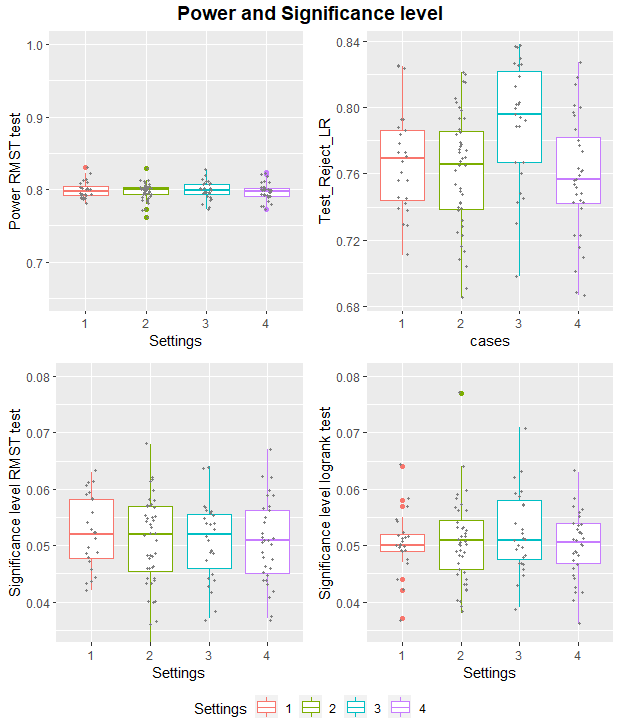 Power and Significance level
Power RMST test
1.0
0.9
0.8
0.7
1 2 3 4
Settings
Test_Reject_LR
0.84
0.80
0.76
0.72
0.68
1 2 3 4
cases
Significance level RMST test
0.08
0.07
0.06
0.05
0.04
1 2 3 4
Settings
Significance level logrank test
0.08
0.07
0.06
0.05
0.04
1 2 3 4
Settings
Settings 1 2 3 4